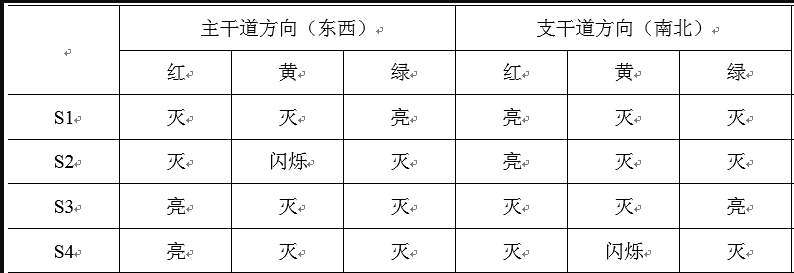 主干道方向（东西） 支干道方向（南北）
红 黄 绿 红 黄 绿
S1 灭 灭 亮 亮 灭 灭
S2 灭 闪烁 灭 亮 灭 灭
S3 亮 灭 灭 灭 灭 亮
S4 亮 灭 灭 灭 闪烁 灭